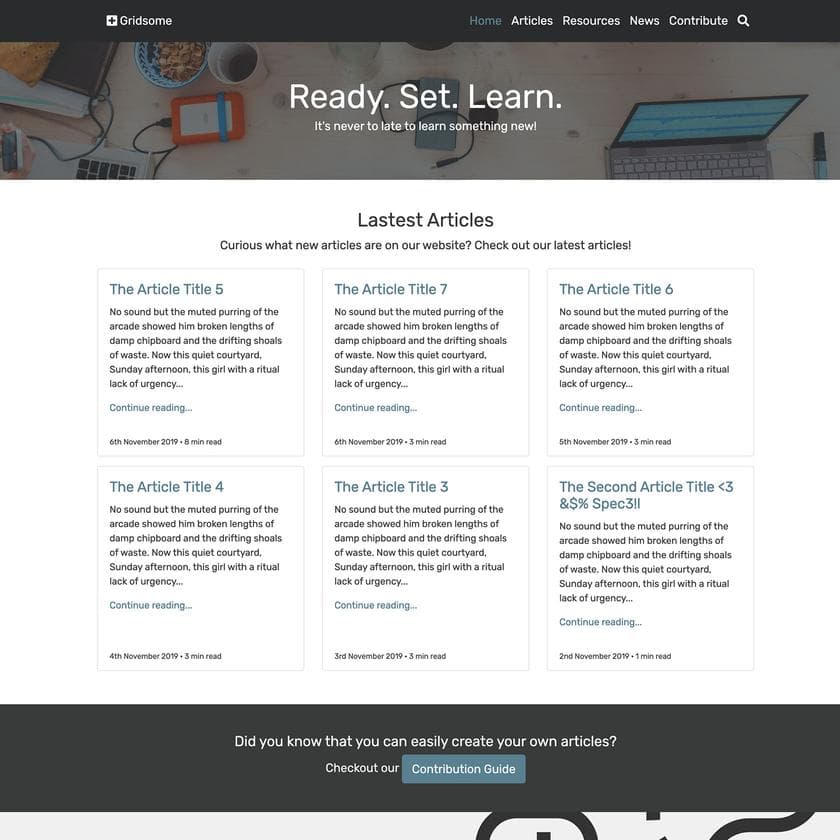 Gridsome
Home Articles Resources News Contribute
Ready. Set. Learn.
It's never to late to learn something new!
Lastest Articles
Curious what new articles are on our website? Check out our latest articles!
The Article Title 5
No sound but the muted purring of the
arcade showed him broken lengths of
damp chipboard and the drifting shoals
of waste. Now this quiet courtyard,
Sunday afternoon, this girl with a ritual
lack of urgency...
Continue reading...
6th November 2019 • 8 min read
The Article Title 7
No sound but the muted purring of the
arcade showed him broken lengths of
damp chipboard and the drifting shoals
of waste. Now this quiet courtyard,
Sunday afternoon, this girl with a ritual
lack of urgency...
Continue reading...
6th November 2019 • 3 min read
The Article Title 6
No sound but the muted purring of the
arcade showed him broken lengths of
damp chipboard and the drifting shoals
of waste. Now this quiet courtyard,
Sunday afternoon, this girl with a ritual
lack of urgency...
Continue reading...
5th November 2019 • 3 min read
The Article Title 4
No sound but the muted purring of the
arcade showed him broken lengths of
damp chipboard and the drifting shoals
of waste. Now this quiet courtyard,
Sunday afternoon, this girl with a ritual
lack of urgency...
Continue reading...
4th November 2019 • 3 min read
The Article Title 3
No sound but the muted purring of the
arcade showed him broken lengths of
damp chipboard and the drifting shoals
of waste. Now this quiet courtyard,
Sunday afternoon, this girl with a ritual
lack of urgency...
Continue reading...
3rd November 2019 • 3 min read
The Second Article Title <3
&$% Spec3!l
No sound but the muted purring of the
arcade showed him broken lengths of
damp chipboard and the drifting shoals
of waste. Now this quiet courtyard,
Sunday afternoon, this girl with a ritual
lack of urgency...
Continue reading...
2nd November 2019 • 1 min read
Did you know that you can easily create your own articles?
Checkout our Contribution Guide